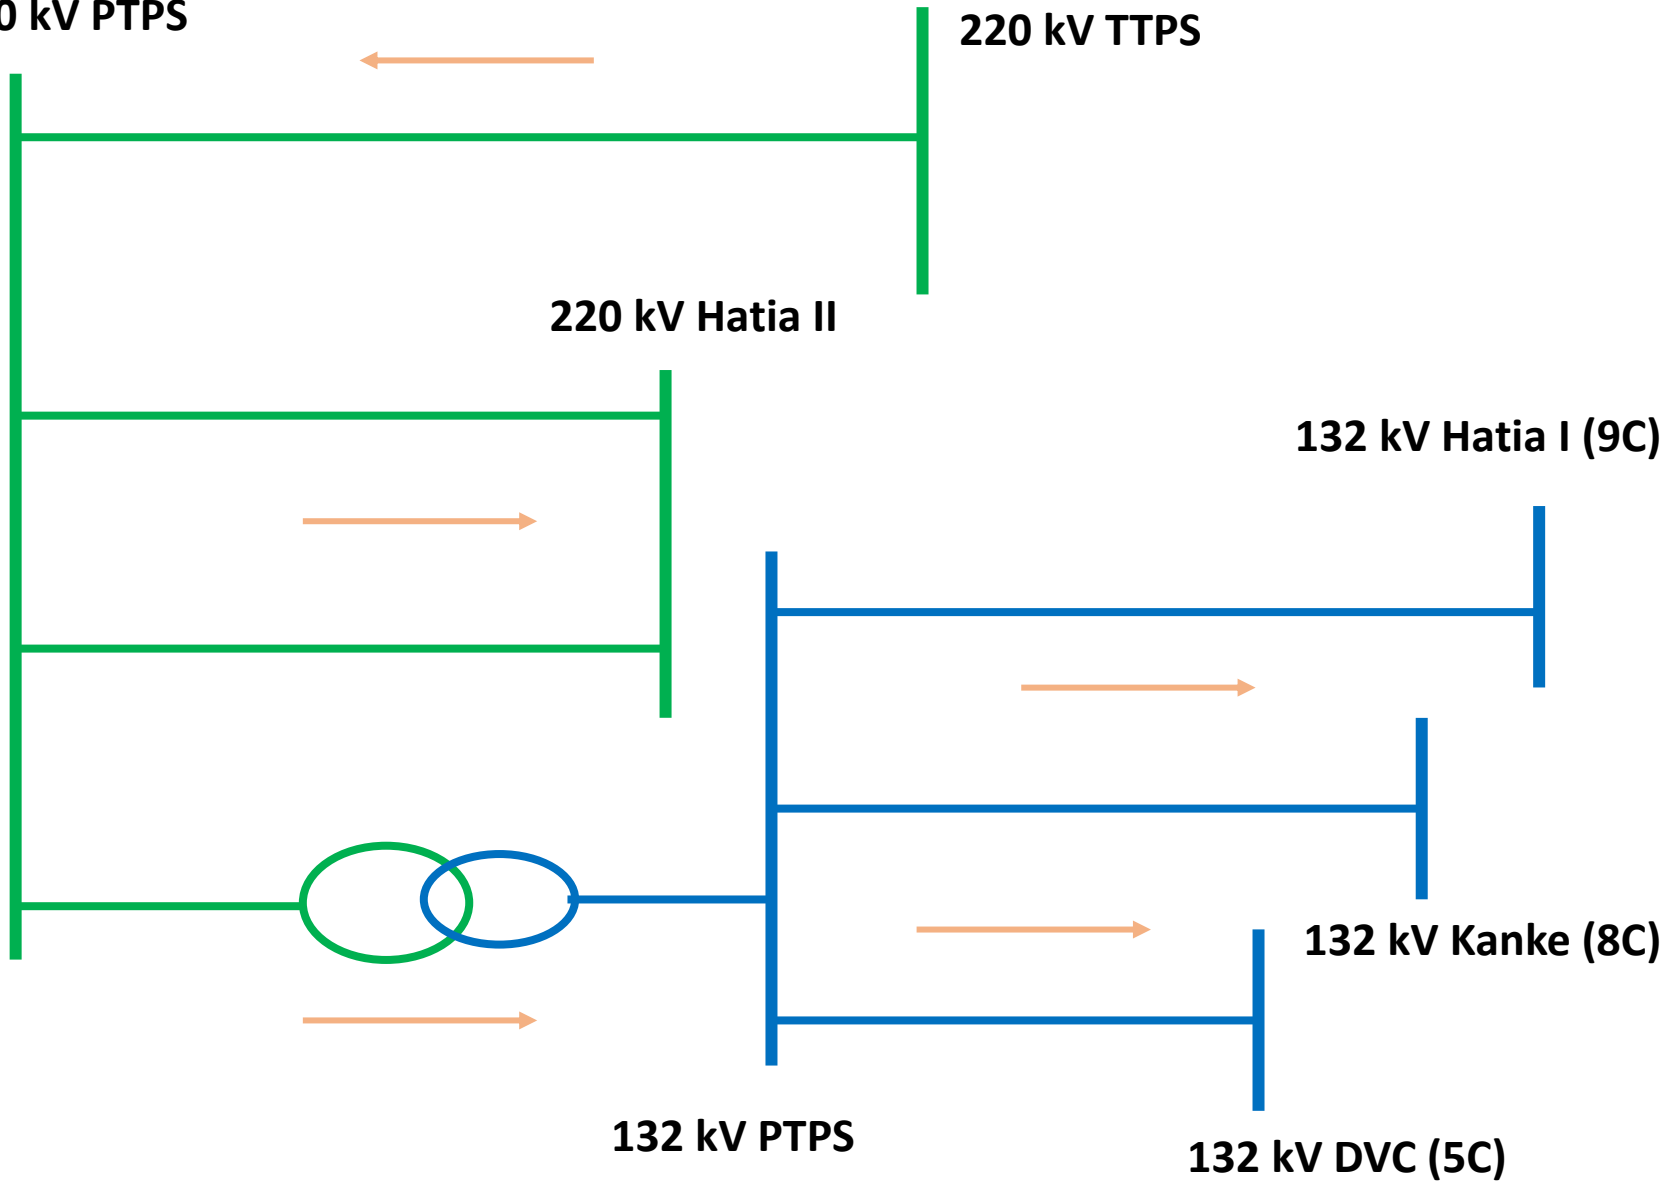 0 kV PTPS
220 kV TTPS
220 kV Hatia II
132 kV Hatia I (9C)
132 kV Kanke (8C)
132 kV PTPS
132 kV DVC (5C)